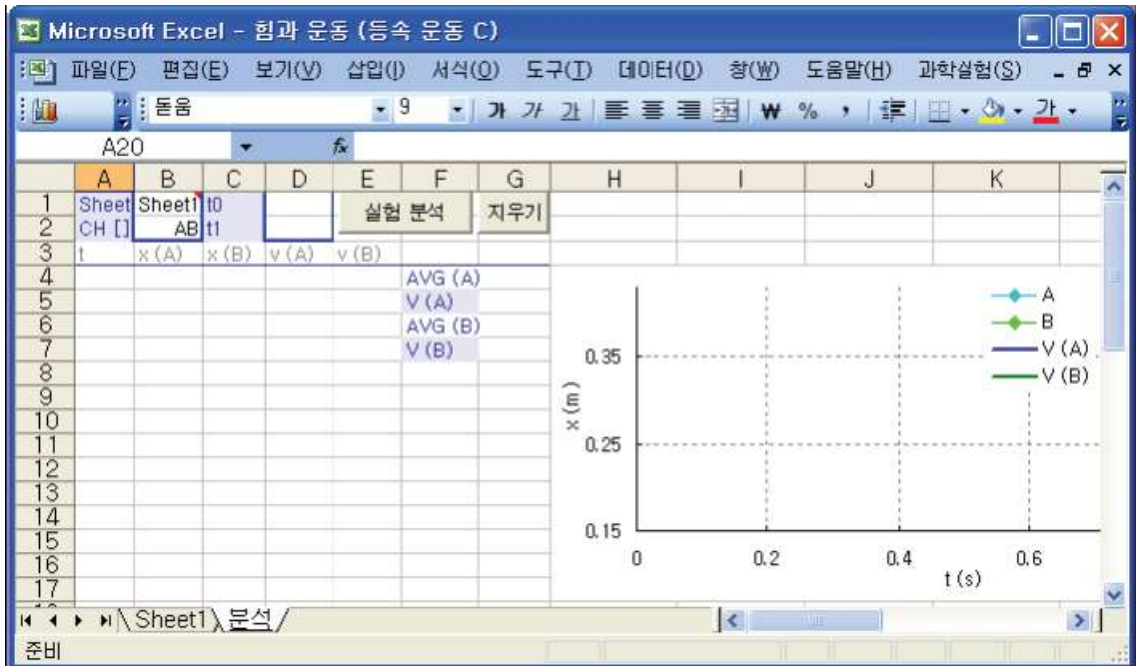 Microsoft Excel - 힘과 운동 (등속 운동 C)
파일(F) 편집(E) 보기(V) 삽입(I) 서식(O) 도구(T) 데이터(D) 창(W) 도움말(H) 과학실험(S)
돋움 9 가 가 가 ₩ % , 가
A20 fx
A B C D E F G H I J K
1 Sheet Sheet1 t0 실험 분석 지우기
2 CH [] AB t1
3 t x (A) x (B) v (A) v (B)
4 AVG (A)
5 V (A)
6 AVG (B)
7 V (B)
8
9
10
11
12
13
14
15
16
17
A
B
V (A)
V (B)
x (m)
0.35
0.25
0.15
0 0.2 0.4 0.6
t (s)
Sheet1 분석
준비